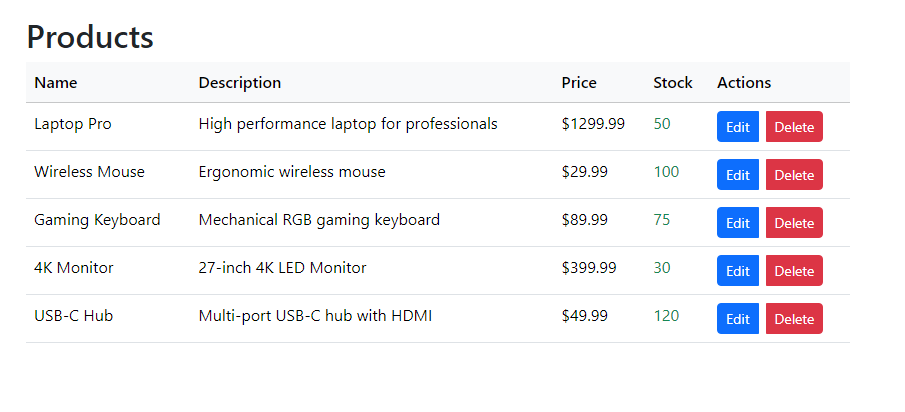 Products
Name Description Price Stock Actions
Laptop Pro High performance laptop for professionals $1299.99 50 Edit Delete
Wireless Mouse Ergonomic wireless mouse $29.99 100 Edit Delete
Gaming Keyboard Mechanical RGB gaming keyboard $89.99 75 Edit Delete
4K Monitor 27-inch 4K LED Monitor $399.99 30 Edit Delete
USB-C Hub Multi-port USB-C hub with HDMI $49.99 120 Edit Delete